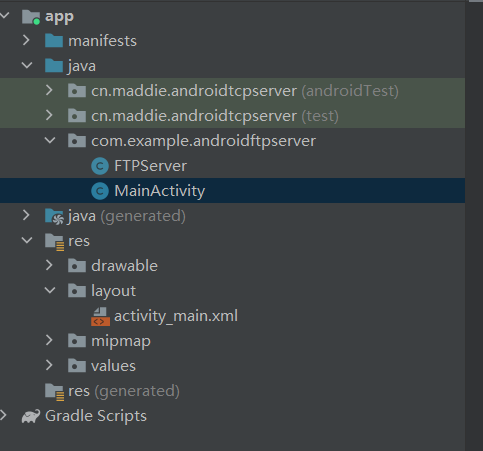 app
manifests
java
cn.maddie.androidtcpserver (androidTest)
cn.maddie.androidtcpserver (test)
com.example.androidftpserver
FTPServer
MainActivity
java (generated)
res
drawable
layout
activity_main.xml
mipmap
values
res (generated)
Gradle Scripts